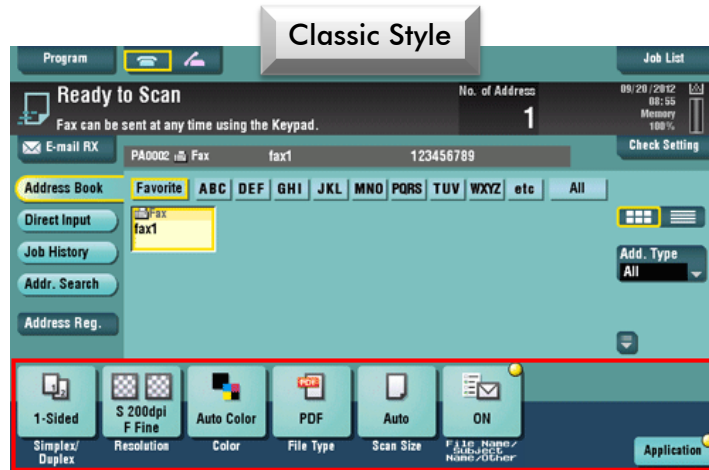 Classic Style
Program
Job List
Ready to Scan
No. of Address
1
Fax can be sent at any time using the Keypad.
09/20/2012
08:55
Memory
100%
E-mail RX
PA0002 Fax fax1 123456789
Check Setting
Address Book
Favorite ABC DEF GHI JKL MNO PQRS TUV WXYZ etc All
Direct Input
Fax
fax1
Job History
Add. Type
All
Addr. Search
Address Reg.
1-Sided
S 200dpi
F Fine
Auto Color
PDF
PDF
Auto
ON
Simplex/
Duplex
Resolution
Color
File Type
Scan Size
File Name/
Subject
Name/Other
Application